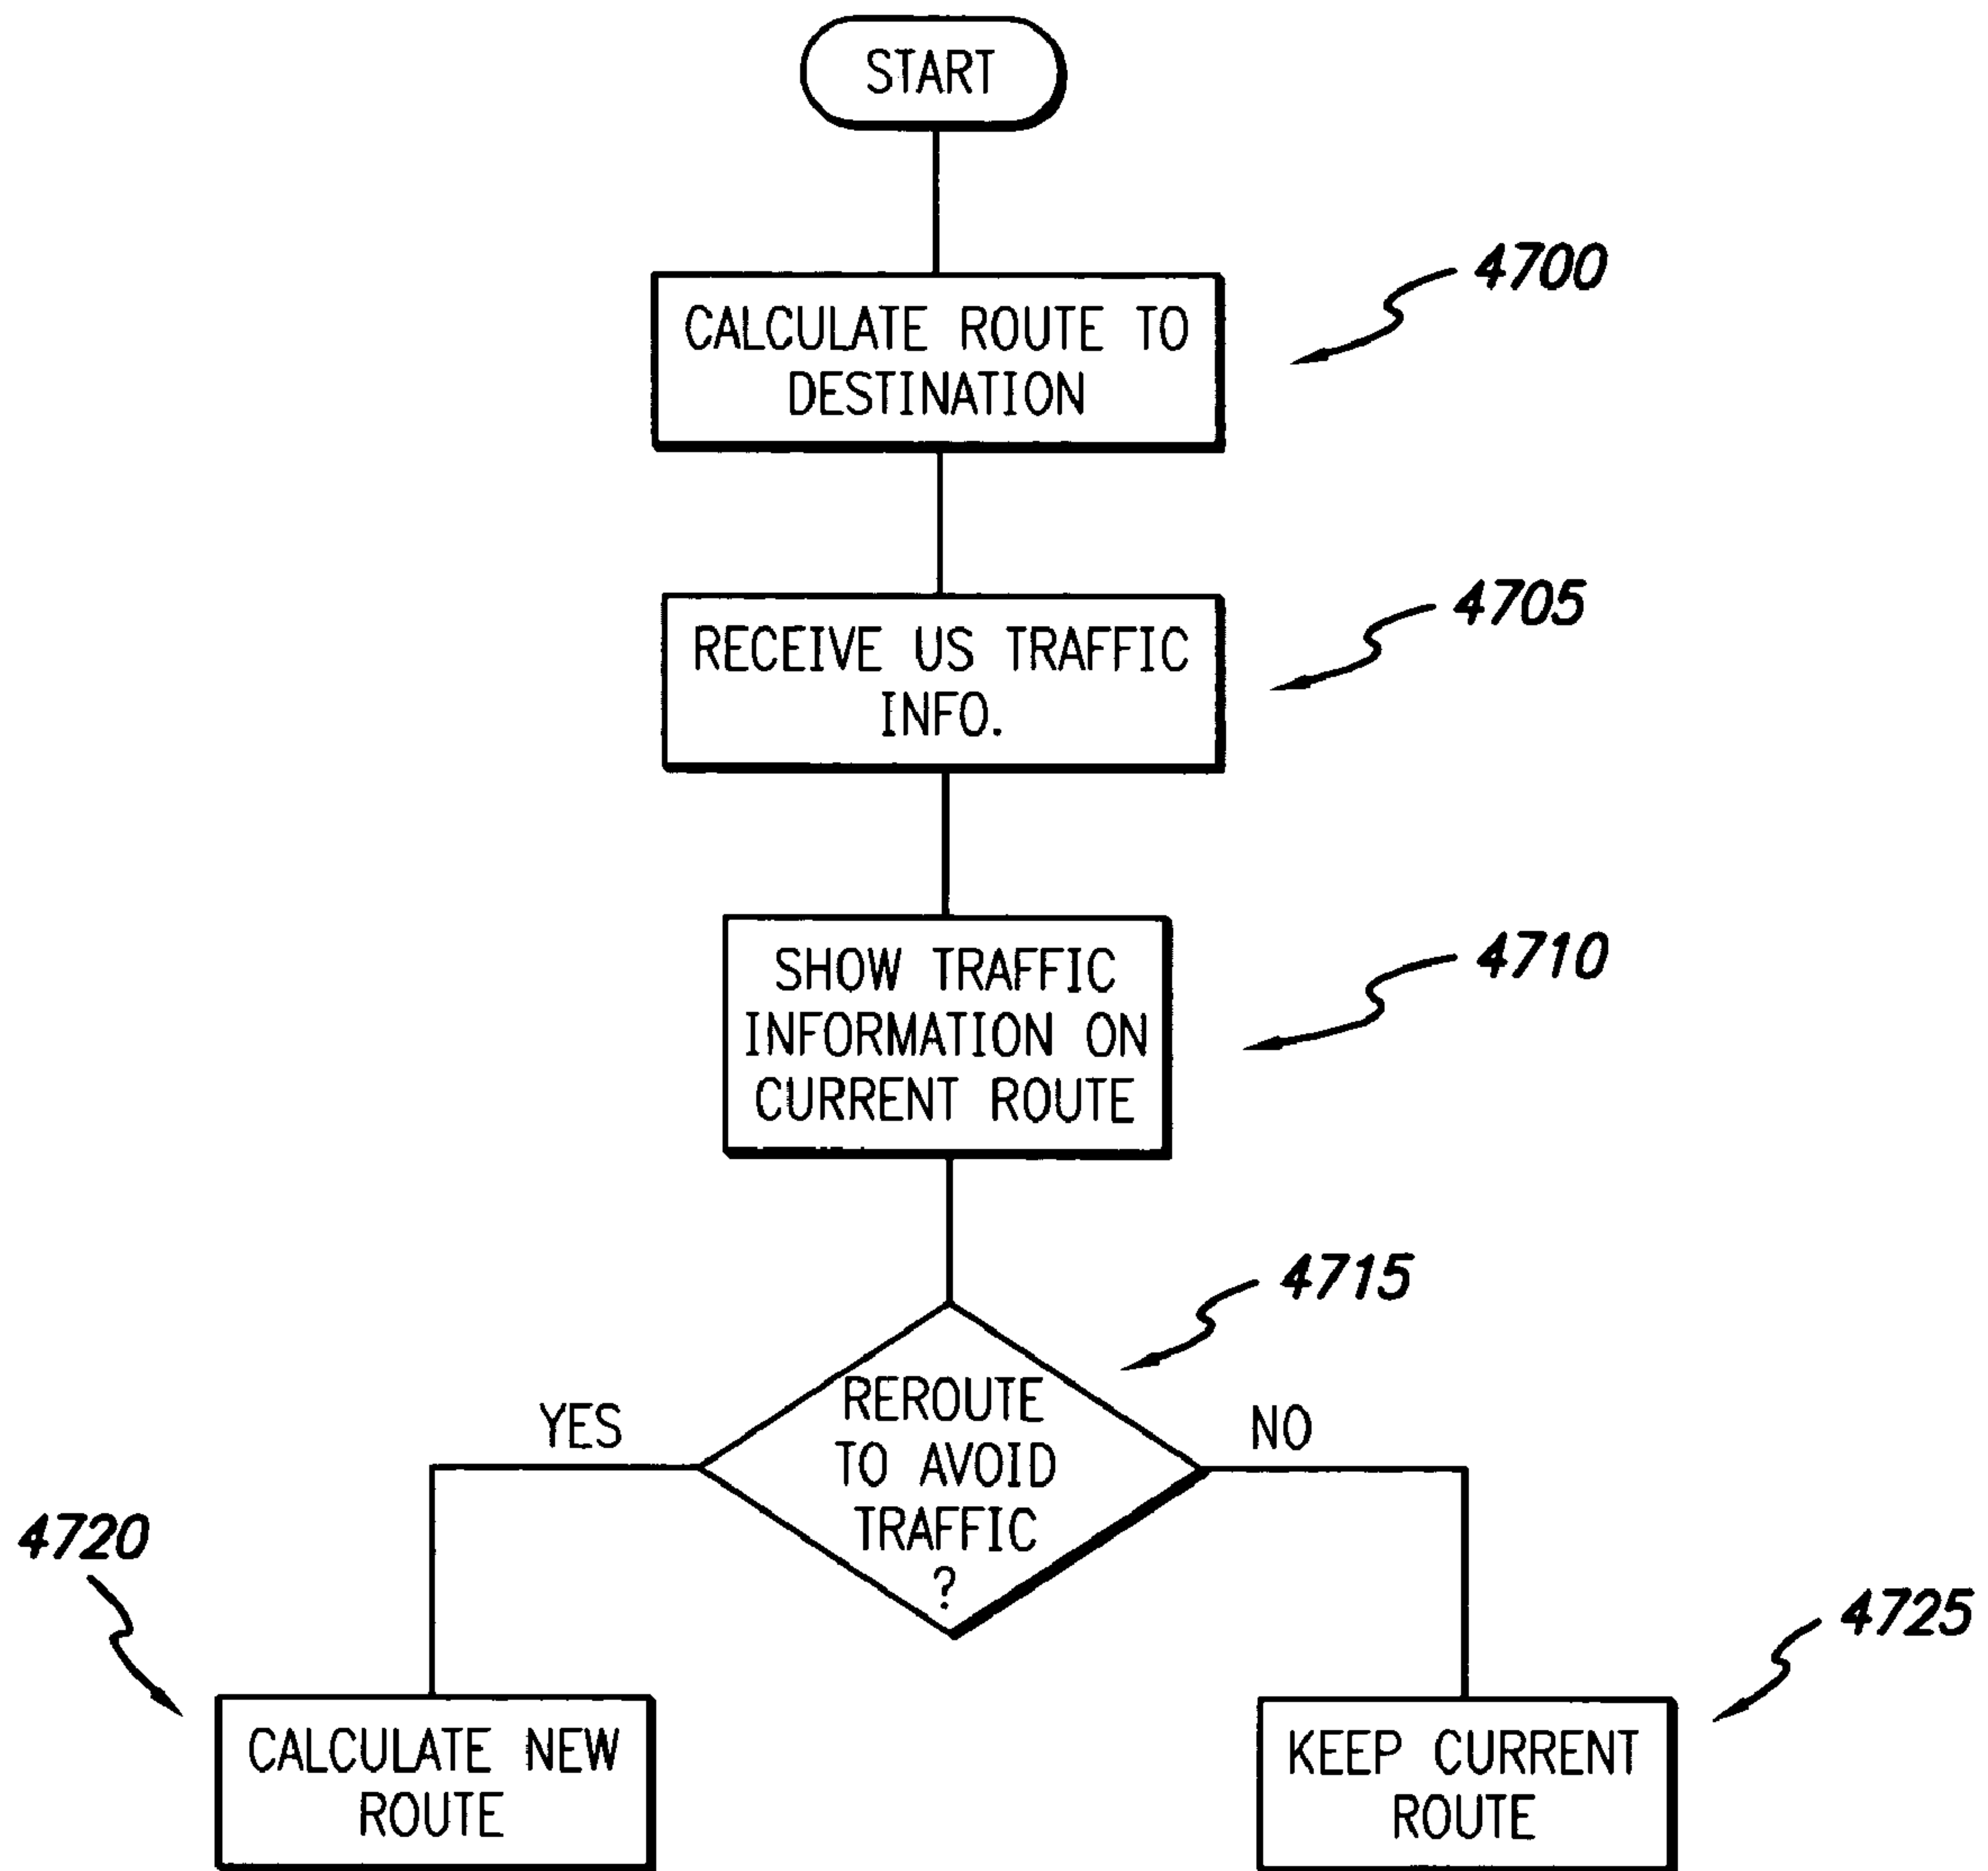 START
4700
CALCULATE ROUTE TO
DESTINATION
4705
RECEIVE US TRAFFIC
INFO.
4710
SHOW TRAFFIC
INFORMATION ON
CURRENT ROUTE
4715
REROUTE
TO AVOID
TRAFFIC
?
YES
NO
4720
4725
CALCULATE NEW
ROUTE
KEEP CURRENT
ROUTE